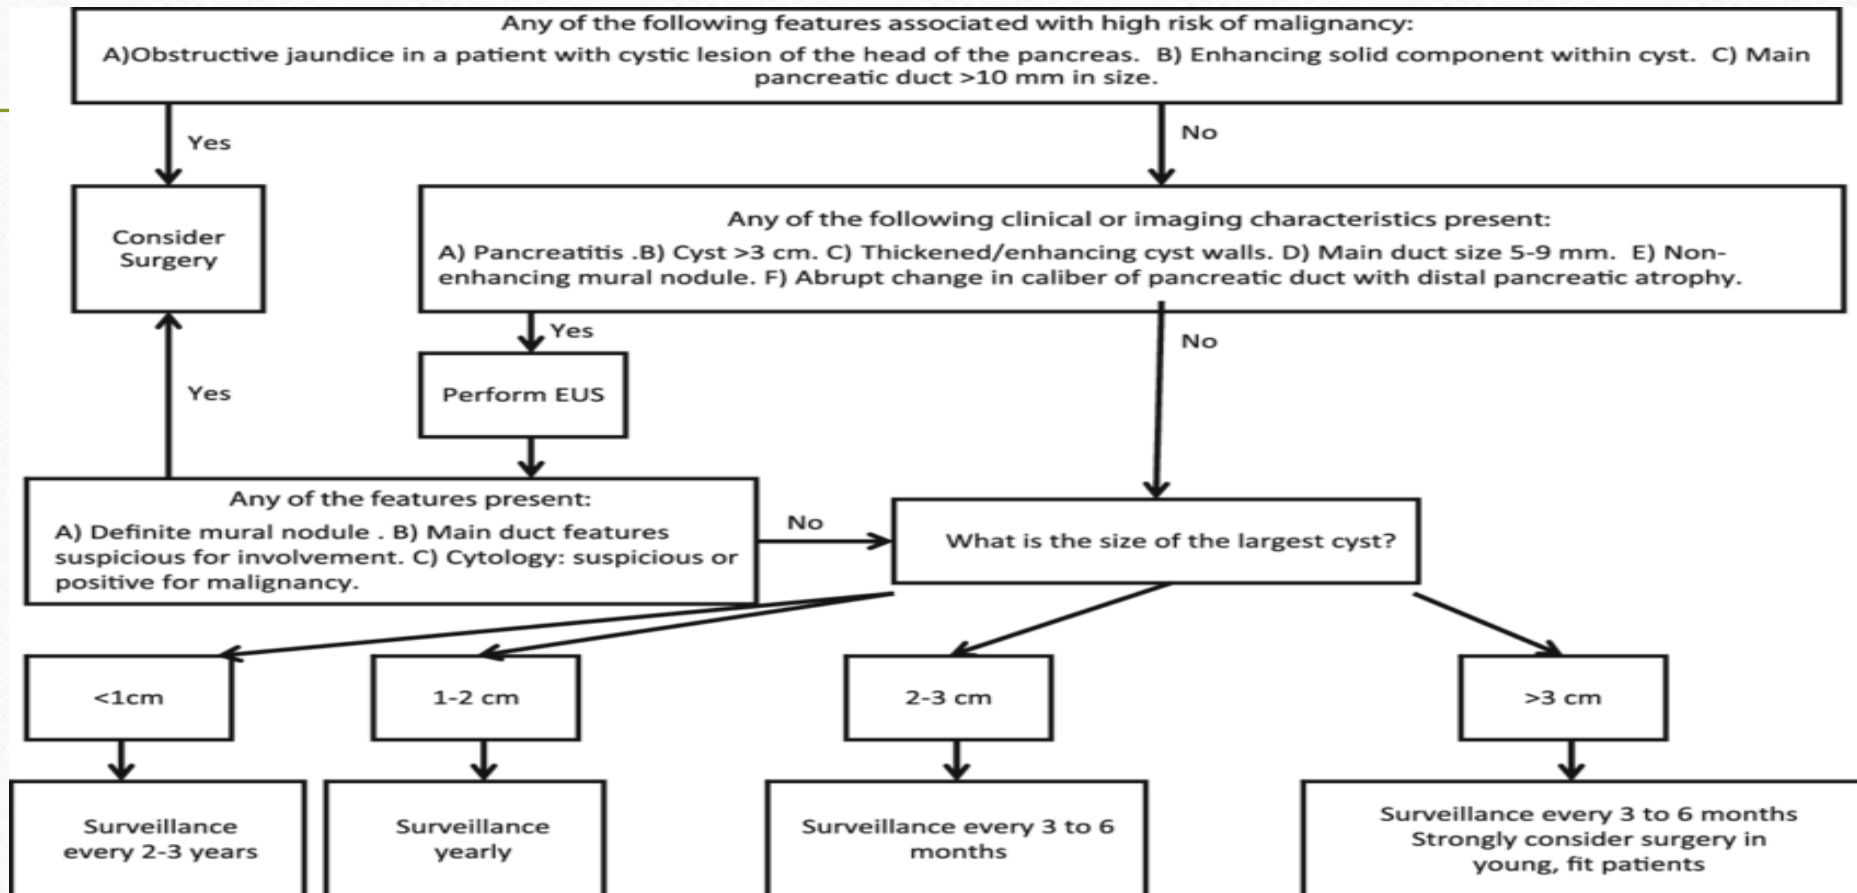 Any of the following features associated with high risk of malignancy:
A)Obstructive jaundice in a patient with cystic lesion of the head of the pancreas. B) Enhancing solid component within cyst. C) Main
pancreatic duct >10 mm in size.
Yes
No
Consider
Surgery
Any of the following clinical or imaging characteristics present:
A) Pancreatitis .B) Cyst >3 cm. C) Thickened/enhancing cyst walls. D) Main duct size 5-9 mm. E) Non-
enhancing mural nodule. F) Abrupt change in caliber of pancreatic duct with distal pancreatic atrophy.
Yes
No
Yes
Perform EUS
Any of the features present:
A) Definite mural nodule . B) Main duct features
suspicious for involvement. C) Cytology: suspicious or
positive for malignancy.
No
What is the size of the largest cyst?
<1cm
1-2 cm
2-3 cm
>3 cm
Surveillance
every 2-3 years
Surveillance
yearly
Surveillance every 3 to 6
months
Surveillance every 3 to 6 months
Strongly consider surgery in
young, fit patients